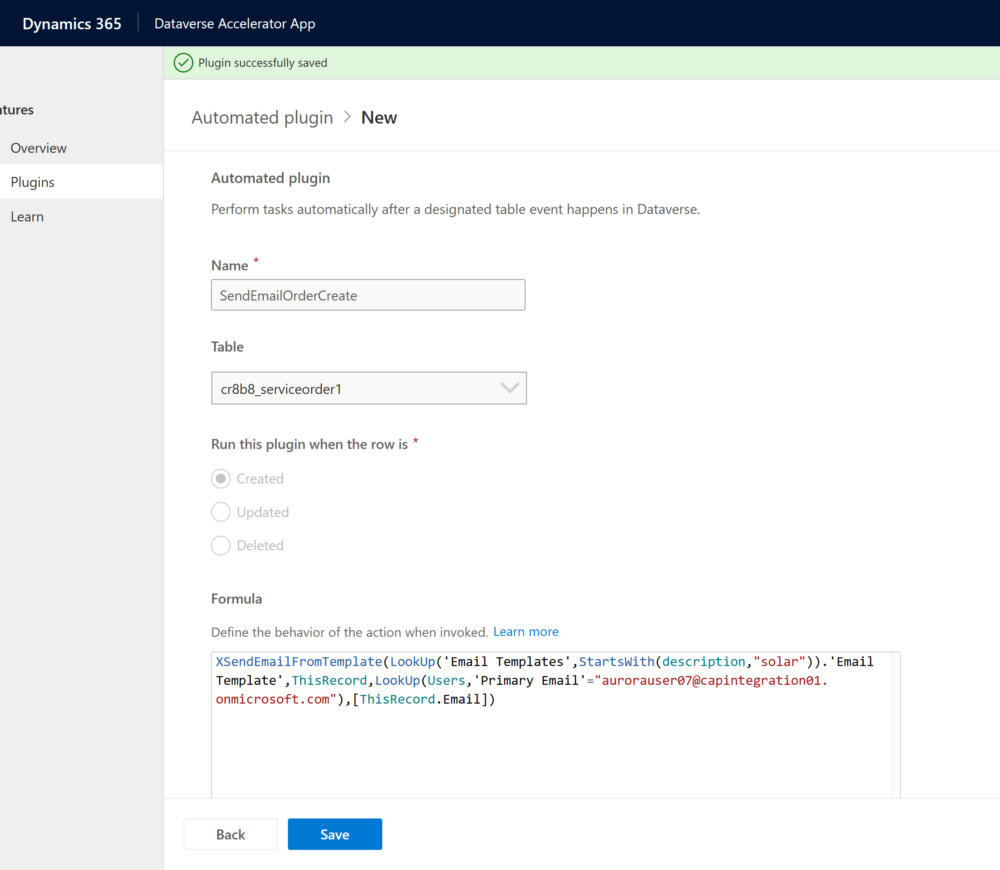 Dynamics 365 Dataverse Accelerator App
Plugin successfully saved
atures
Overview
Plugins
Learn
Automated plugin > New
Automated plugin
Perform tasks automatically after a designated table event happens in Dataverse.
Name *
SendEmailOrderCreate
Table
cr8b8_serviceorder1
Run this plugin when the row is *
Created
Updated
Deleted
Formula
Define the behavior of the action when invoked. Learn more
XSendEmailFromTemplate(LookUp('Email Templates',StartsWith(description,"solar")).'Email
Template',ThisRecord,LookUp(Users,'Primary Email'="aurorauser07@capintegration01.
onmicrosoft.com"),[ThisRecord.Email])
Back Save